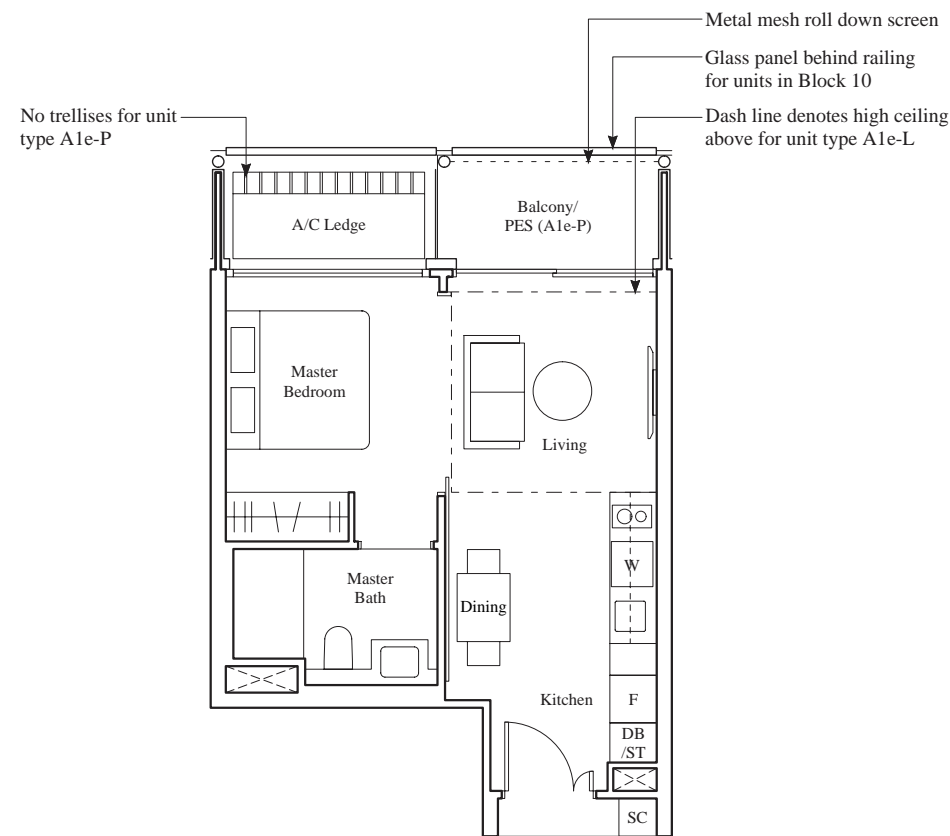 Metal mesh roll down screen
Glass panel behind railing
for units in Block 10
No trellises for unit
type A1e-P
Dash line denotes high ceiling
above for unit type A1e-L
A/C Ledge
Balcony/
PES (A1e-P)
Master
Bedroom
Living
W
Master
Bath
Dining
Kitchen
F
DB
/ST
SC